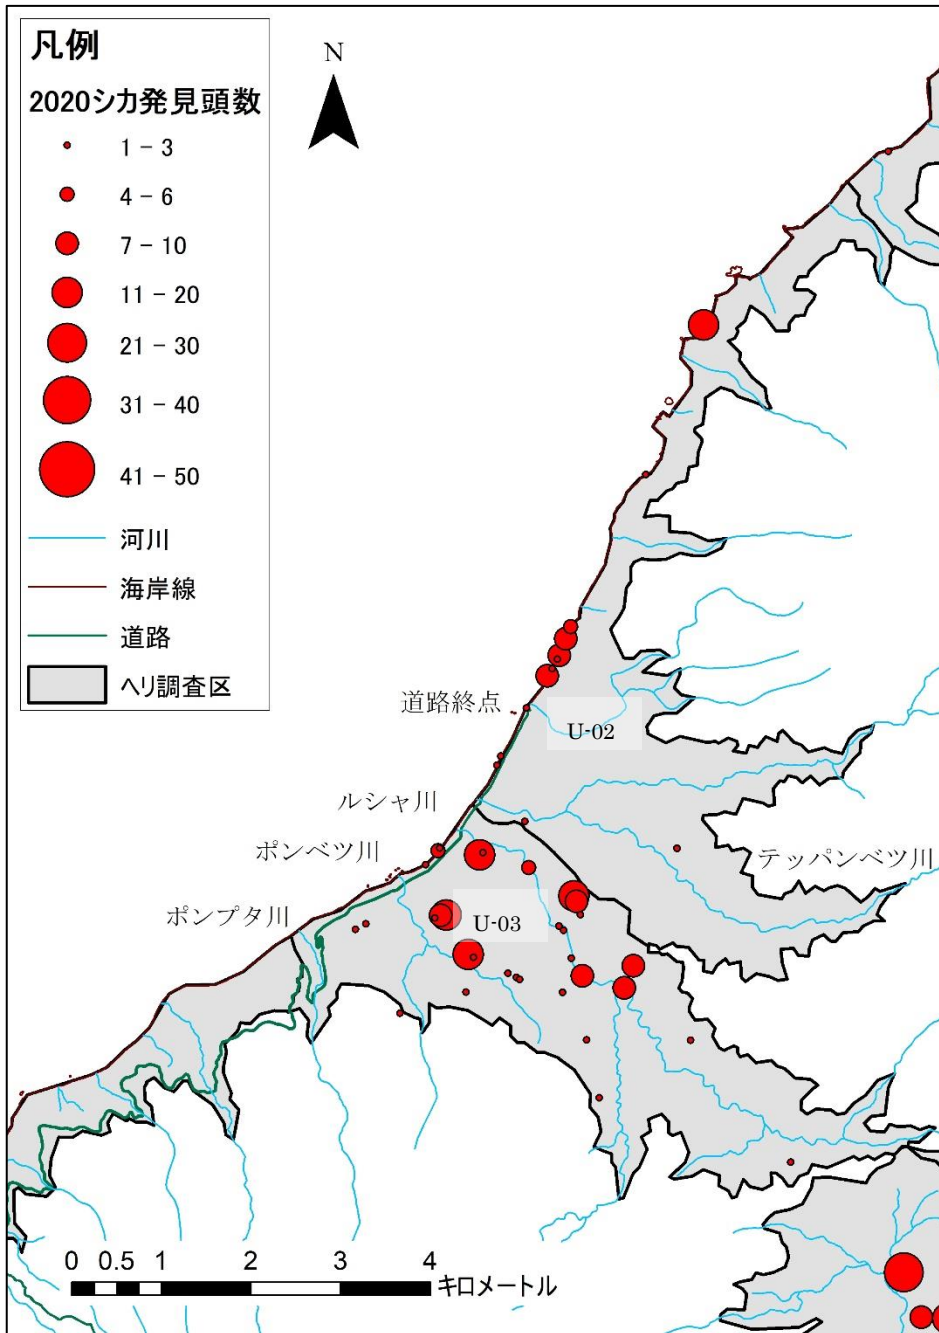 凡例
2020シカ発見頭数
1 － 3
4 － 6
7 － 10
11 － 20
21 － 30
31 － 40
41 － 50
河川
海岸線
道路
ヘリ調査区
N
道路終点
U-02
ルシャ川
ポンベツ川
テッパンベツ川
ポンプタ川
U-03
0 0.5 1 2 3 4
キロメートル